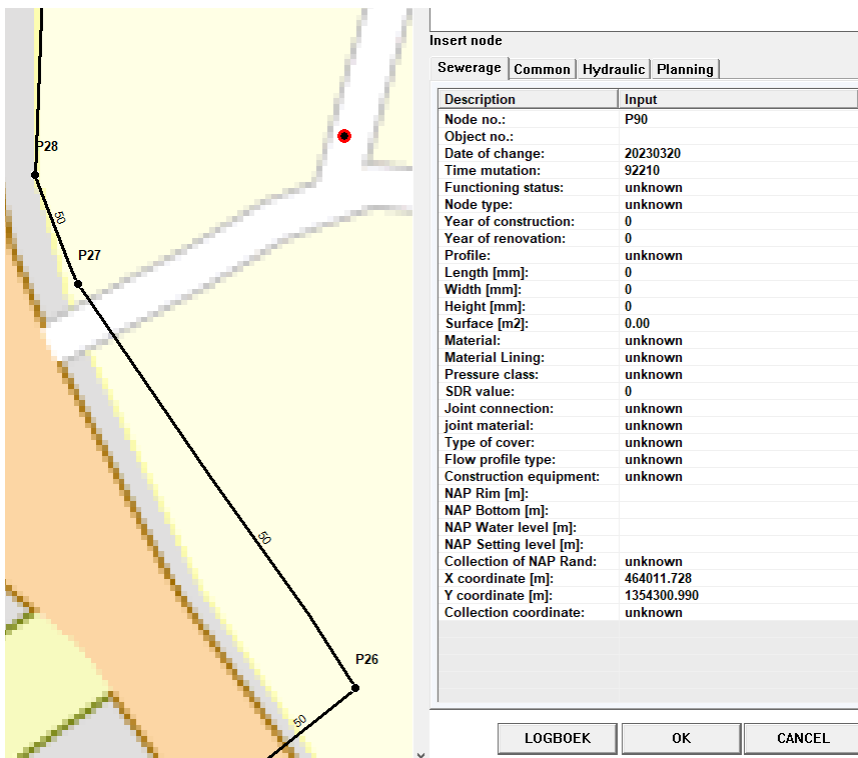 P28
50
P27
50
P26
50
Insert node
Sewerage Common Hydraulic Planning
Description Input
Node no.: P90
Object no.:
Date of change: 20230320
Time mutation: 92210
Functioning status: unknown
Node type: unknown
Year of construction: 0
Year of renovation: 0
Profile: unknown
Length [mm]: 0
Width [mm]: 0
Height [mm]: 0
Surface [m2]: 0.00
Material: unknown
Material Lining: unknown
Pressure class: unknown
SDR value: 0
Joint connection: unknown
joint material: unknown
Type of cover: unknown
Flow profile type: unknown
Construction equipment: unknown
NAP Rim [m]:
NAP Bottom [m]:
NAP Water level [m]:
NAP Setting level [m]:
Collection of NAP Rand: unknown
X coordinate [m]: 464011.728
Y coordinate [m]: 1354300.990
Collection coordinate: unknown
LOGBOEK OK CANCEL